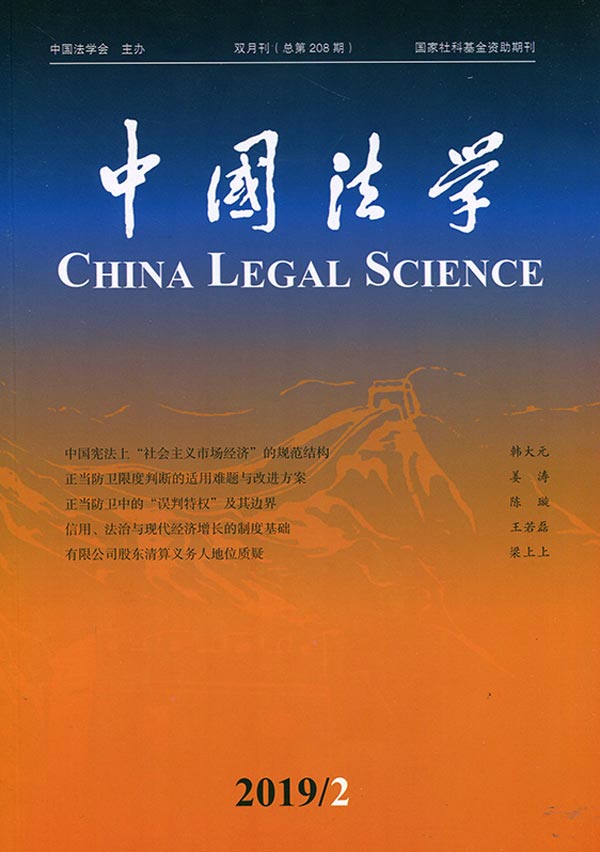 中国法学会 主办 双月刊（总第208期） 国家社科基金资助期刊
中國法学
CHINA LEGAL SCIENCE
中国宪法上“社会主义市场经济”的规范结构 韩大元
正当防卫限度判断的适用难题与改进方案 姜涛
正当防卫中的“误判特权”及其边界 陈璇
信用、法治与现代经济增长的制度基础 王若磊
有限公司股东清算义务人地位质疑 梁上上
2019/2